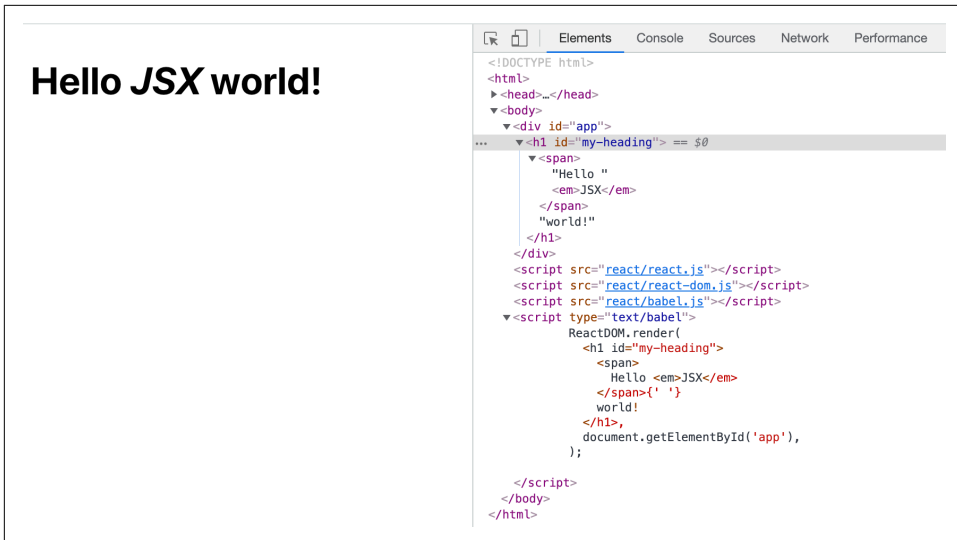 Hello JSX world!
Elements Console Sources Network Performance
<!DOCTYPE html>
<html>
<head>…</head>
<body>
<div id="app">
<h1 id="my-heading"> == $0
<span>
"Hello "
<em>JSX</em>
</span>
"world!"
</h1>
</div>
<script src="react/react.js"></script>
<script src="react/react-dom.js"></script>
<script src="react/babel.js"></script>
<script type="text/babel">
ReactDOM.render(
<h1 id="my-heading">
<span>
Hello <em>JSX</em>
</span>{' '}
world!
</h1>,
document.getElementById('app'),
);
</script>
</body>
</html>